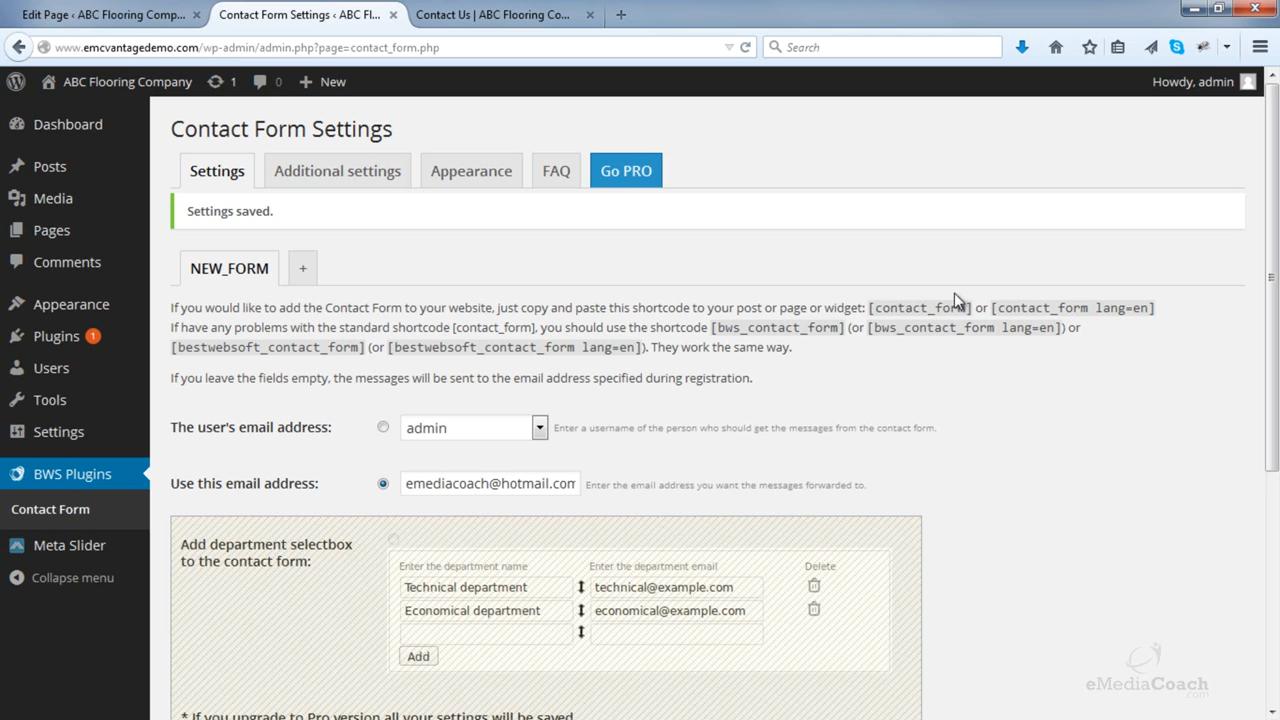 Edit Page ‹ ABC Flooring Comp...
Contact Form Settings ‹ ABC Fl...
Contact Us | ABC Flooring Co...
www.emcvantagedemo.com/wp-admin/admin.php?page=contact_form.php
Search
ABC Flooring Company
1
0
New
Howdy, admin
Dashboard
Posts
Media
Pages
Comments
Appearance
Plugins 1
Users
Tools
Settings
BWS Plugins
Contact Form
Meta Slider
Collapse menu
Contact Form Settings
Settings
Additional settings
Appearance
FAQ
Go PRO
Settings saved.
NEW_FORM
+
If you would like to add the Contact Form to your website, just copy and paste this shortcode to your post or page or widget: [contact_form] or [contact_form lang=en]
If have any problems with the standard shortcode [contact_form], you should use the shortcode [bws_contact_form] (or [bws_contact_form lang=en]) or
[bestwebsoft_contact_form] (or [bestwebsoft_contact_form lang=en]). They work the same way.
If you leave the fields empty, the messages will be sent to the email address specified during registration.
The user's email address:
admin
Enter a username of the person who should get the messages from the contact form.
Use this email address:
emediacoach@hotmail.com
Enter the email address you want the messages forwarded to.
Add department selectbox
to the contact form:
Enter the department name
Enter the department email
Delete
Technical department
technical@example.com
Economical department
economical@example.com
Add
* If you upgrade to Pro version all your settings will be saved
eMediaCoach
.com